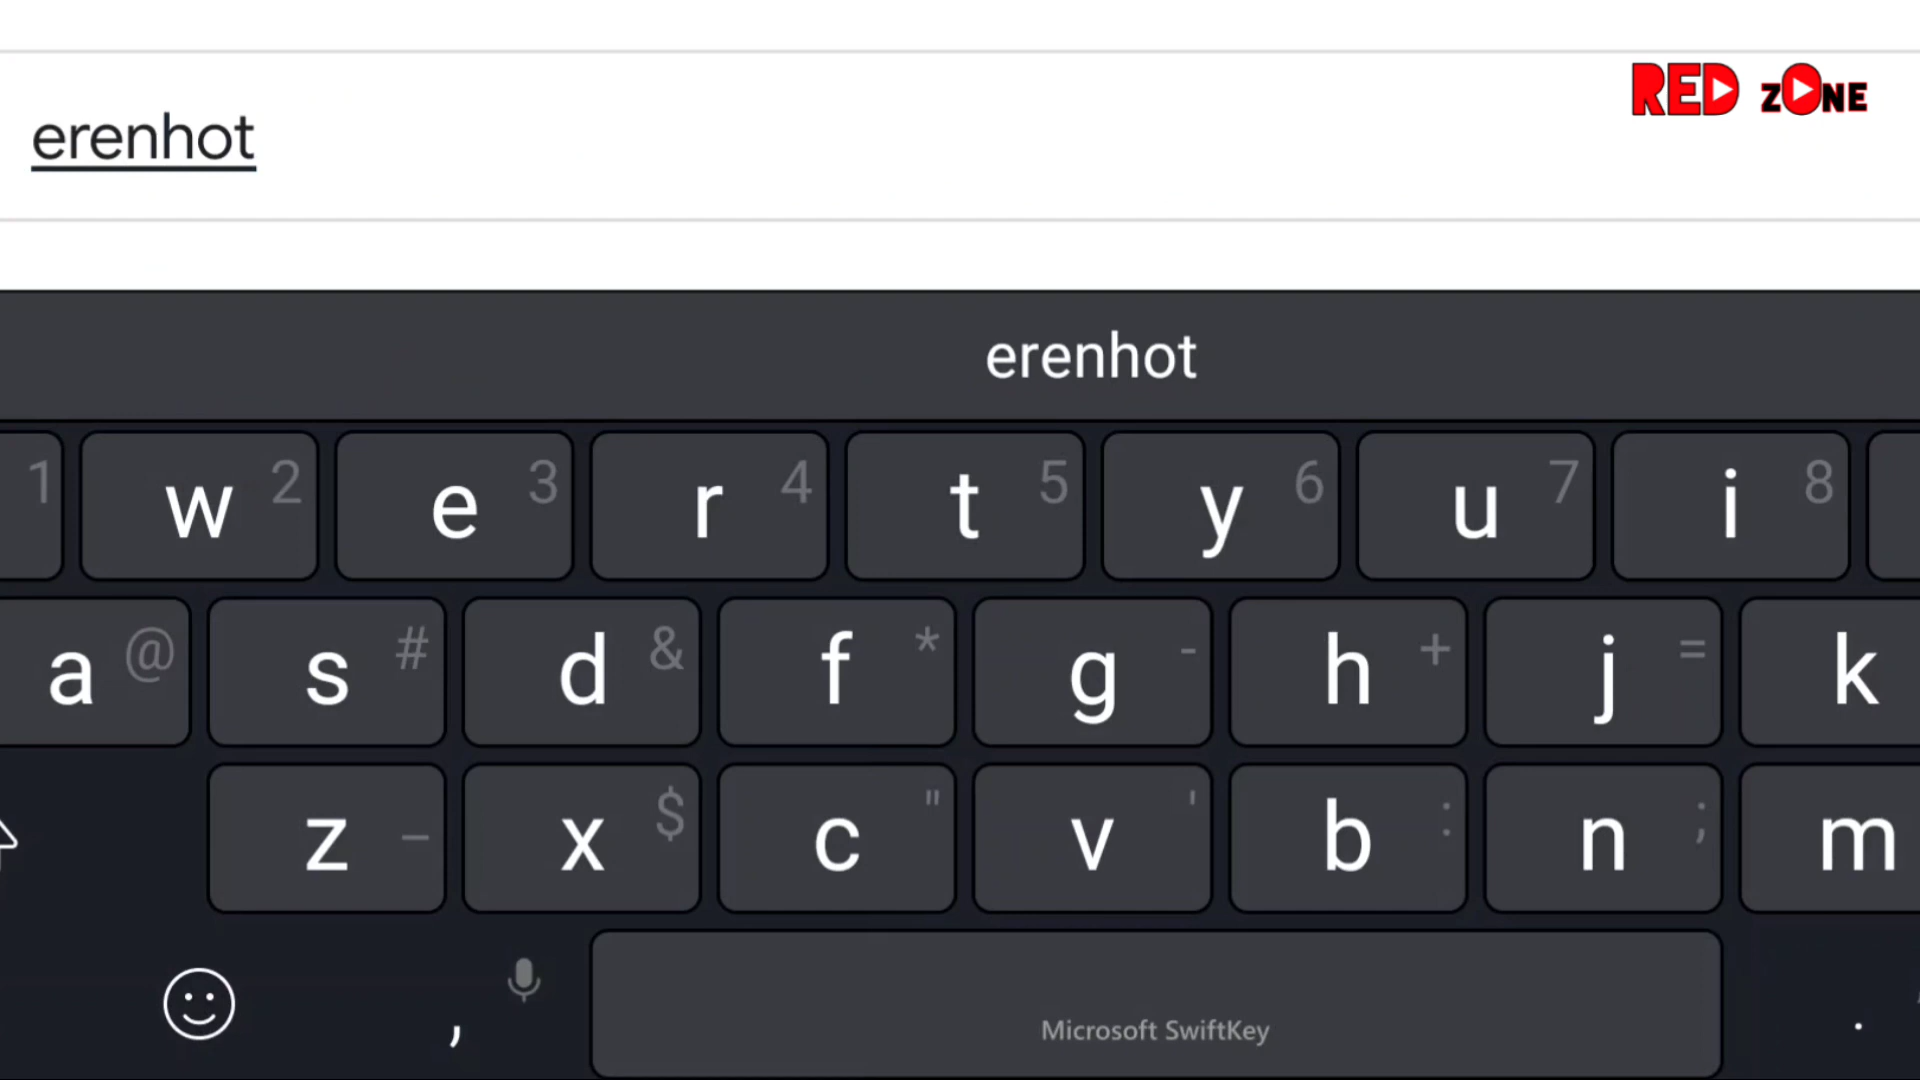 RED ZONE
erenhot
erenhot
1 w 2 e 3 r 4 t 5 y 6 u 7 i 8
a @ s # d & f * g - h + j = k
z _ x $ c " v ' b : n ; m
, Microsoft SwiftKey .